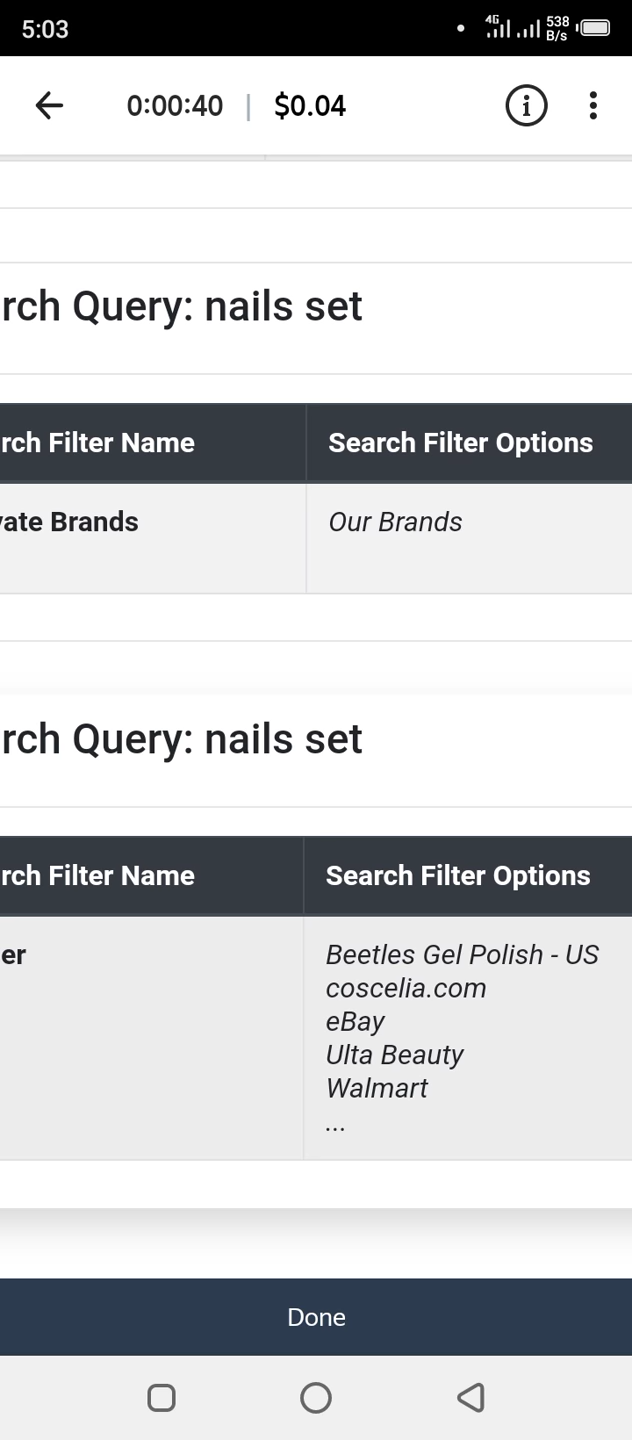 5:03
4G
538
B/s
0:00:40 | $0.04
rch Query: nails set
rch Filter Name
Search Filter Options
vate Brands
Our Brands
rch Query: nails set
rch Filter Name
Search Filter Options
er
Beetles Gel Polish - US
coscelia.com
eBay
Ulta Beauty
Walmart
...
Done